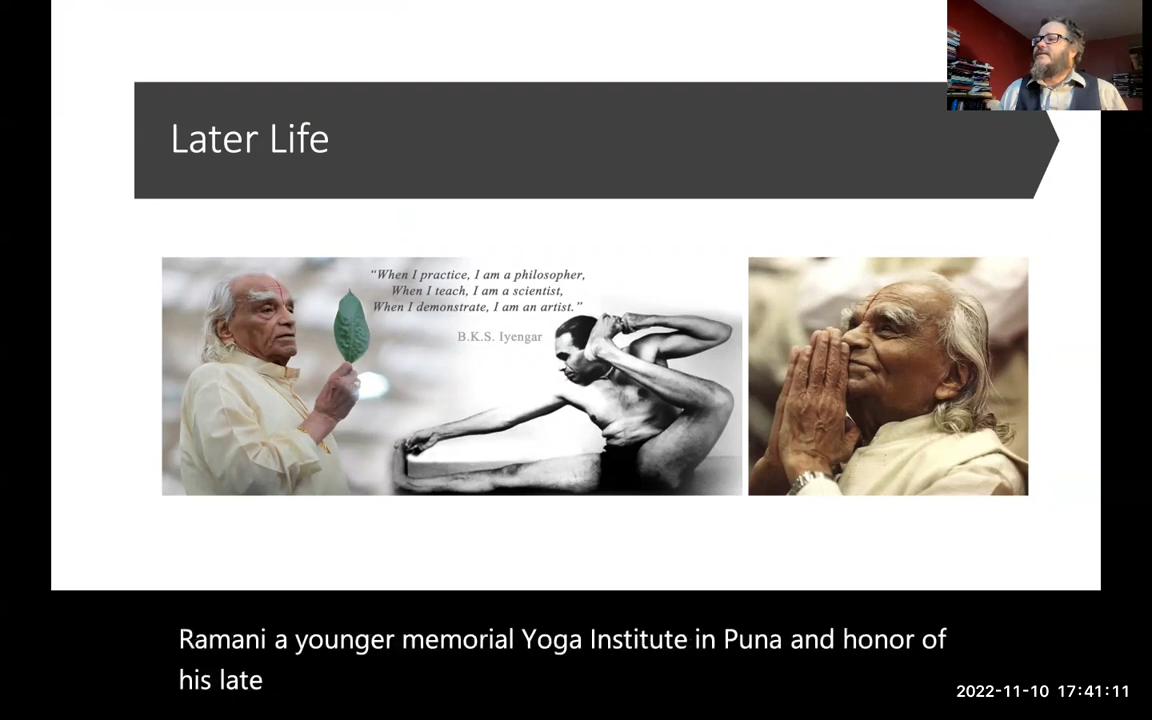 Later Life
“When I practice, I am a philosopher,
When I teach, I am a scientist,
When I demonstrate, I am an artist.”
B.K.S. Iyengar
Ramani a younger memorial Yoga Institute in Puna and honor of
his late
2022-11-10 17:41:11